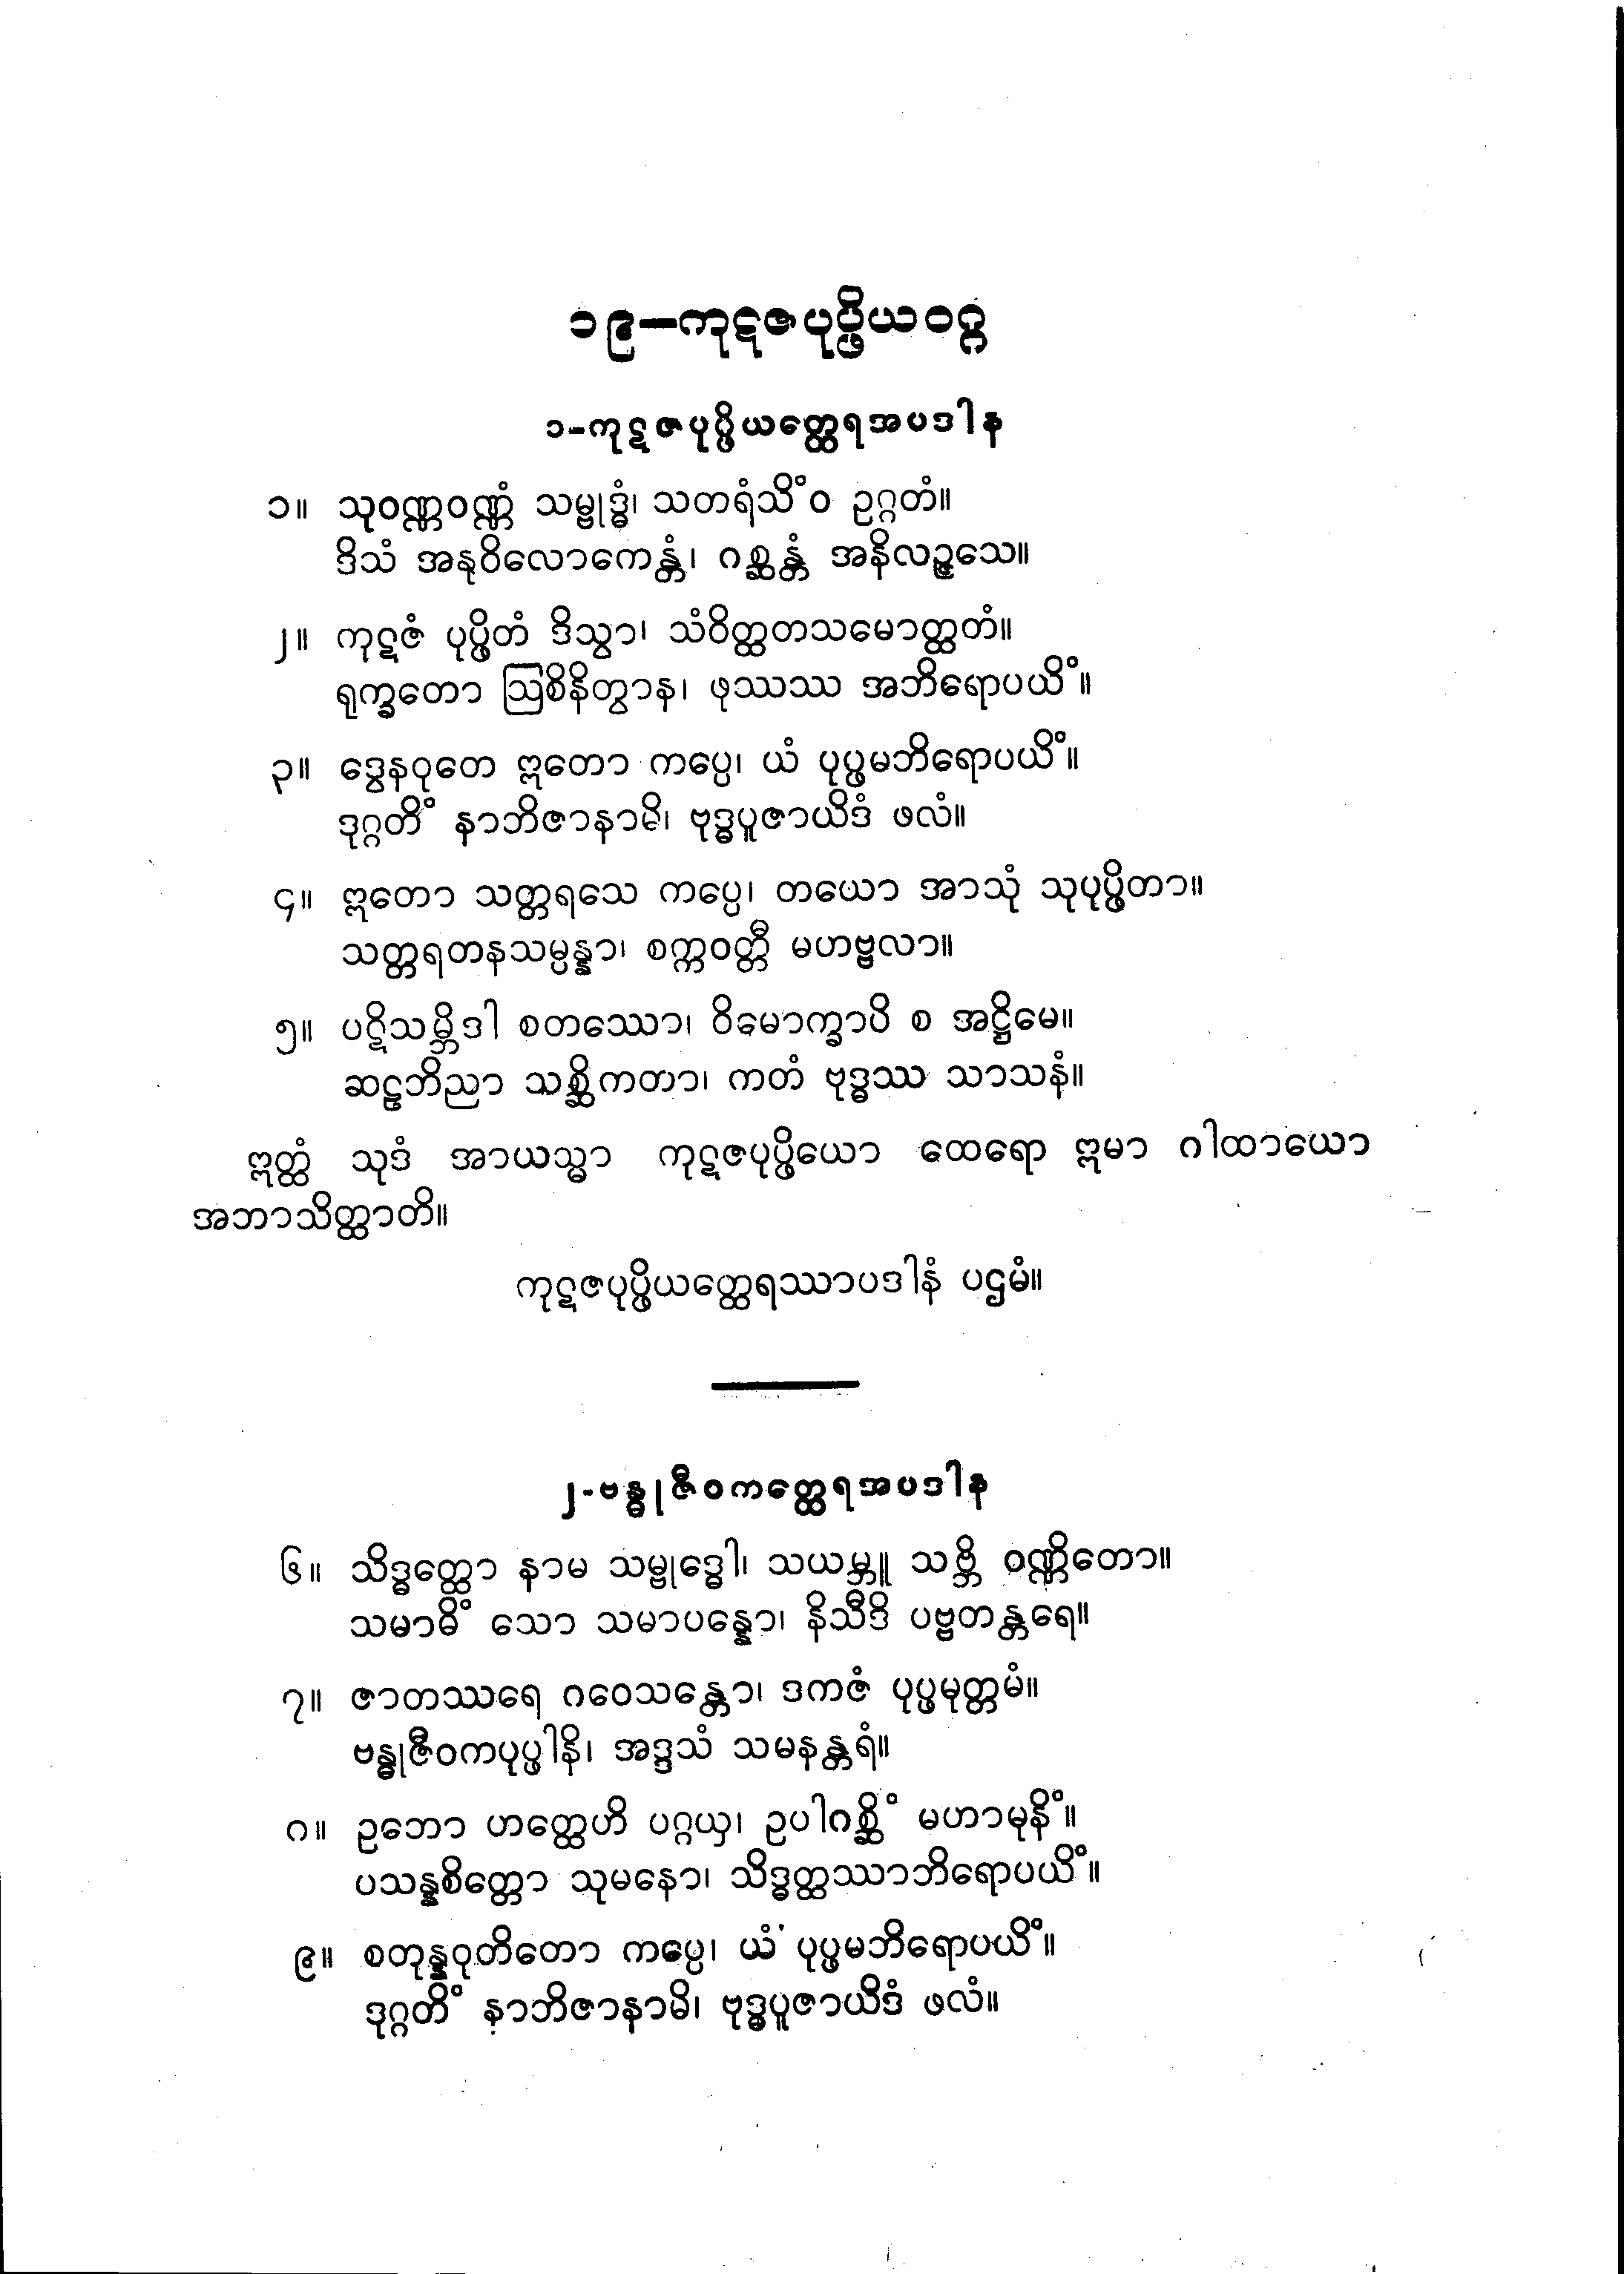 ၁၉–ကုဋဇပုပ္ဖိယဝဂ္ဂ
၁-ကုဋဇပုပ္ဖိယတ္ထေရအပဒါန
၁။ သုဝဏ္ဏဝဏ္ဏံ သမ္ဗုဒ္ဓံ၊ သတရံသိံဝ ဥဂ္ဂတံ။
ဒိသံ အနုဝိလောကေန္တံ၊ ဂစ္ဆန္တံ အနိလဉ္ဇသေ။
၂။ ကုဋဇံ ပုပ္ဖိတံ ဒိသွာ၊ သံဝိတ္ထတသမောတ္ထတံ။
ရုက္ခတော ဩစိနိတွာန၊ ဖုဿဿ အဘိရောပယိံ။
၃။ ဒွေနဝုတေ ဣတော ကပ္ပေ၊ ယံ ပုပ္ဖမဘိရောပယိံ။
ဒုဂ္ဂတိံ နာဘိဇာနာမိ၊ ဗုဒ္ဓပူဇာယိဒံ ဖလံ။
၄။ ဣတော သတ္တရသေ ကပ္ပေ၊ တယော အာသုံ သုပုပ္ဖိတာ။
သတ္တရတနသမ္ပန္နာ၊ စက္ကဝတ္တီ မဟဗ္ဗလာ။
၅။ ပဋိသမ္ဘိဒါ စတဿော၊ ဝိမောက္ခာပိ စ အဋ္ဌိမေ။
ဆဠဘိညာ သစ္ဆိကတာ၊ ကတံ ဗုဒ္ဓဿ သာသနံ။
ဣတ္ထံ သုဒံ အာယသ္မာ ကုဋဇပုပ္ဖိယော ထေရော ဣမာ ဂါထာယော
အဘာသိတ္ထာတိ။
ကုဋဇပုပ္ဖိယတ္ထေရဿာပဒါနံ ပဌမံ။
၂-ဗန္ဓုဇီဝကတ္ထေရအပဒါန
၆။ သိဒ္ဓတ္ထော နာမ သမ္ဗုဒ္ဓေါ၊ သယမ္ဘူ သဗ္ဘိ ဝဏ္ဏိတော။
သမာဓိံ သော သမာပန္နော၊ နိသီဒိ ပဗ္ဗတန္တရေ။
၇။ ဇာတဿရေ ဂဝေသန္တော၊ ဒကဇံ ပုပ္ဖမုတ္တမံ။
ဗန္ဓုဇီဝကပုပ္ဖါနိ၊ အဒ္ဒသံ သမနန္တရံ။
၈။ ဥဘော ဟတ္ထေဟိ ပဂ္ဂယှ၊ ဥပါဂစ္ဆိံ မဟာမုနိံ။
ပသန္နစိတ္တော သုမနော၊ သိဒ္ဓတ္ထဿာဘိရောပယိံ။
၉။ စတုန္နဝုတိတော ကပ္ပေ၊ ယံ ပုပ္ဖမဘိရောပယိံ။
ဒုဂ္ဂတိံ နာဘိဇာနာမိ၊ ဗုဒ္ဓပူဇာယိဒံ ဖလံ။